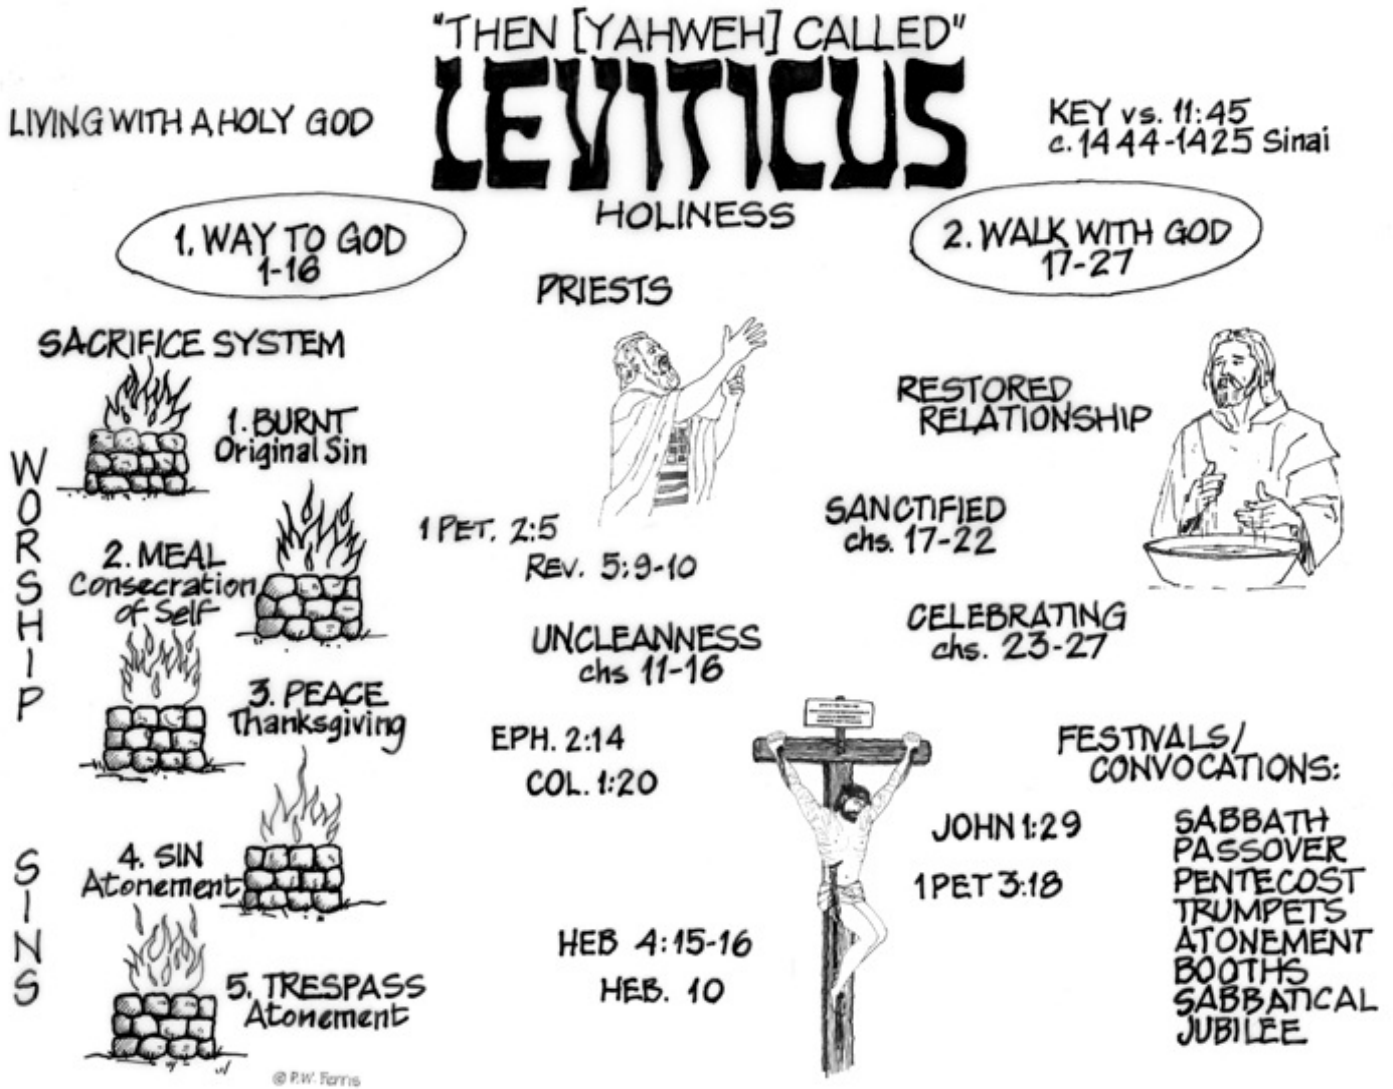 "THEN [YAHWEH] CALLED"
LEVITICUS
LIVING WITH A HOLY GOD
KEY vs. 11:45
c. 1444-1425 Sinai
HOLINESS
1. WAY TO GOD
1-16
2. WALK WITH GOD
17-27
PRIESTS
SACRIFICE SYSTEM
WORSHIP
1. BURNT
Original Sin
2. MEAL
Consecration
of Self
3. PEACE
Thanksgiving
SINS
4. SIN
Atonement
5. TRESPASS
Atonement
1 PET. 2:5
REV. 5:9-10
UNCLEANNESS
chs 11-16
EPH. 2:14
COL. 1:20
HEB 4:15-16
HEB. 10
RESTORED
RELATIONSHIP
SANCTIFIED
chs. 17-22
CELEBRATING
chs. 23-27
JOHN 1:29
1 PET 3:18
FESTIVALS/
CONVOCATIONS:
SABBATH
PASSOVER
PENTECOST
TRUMPETS
ATONEMENT
BOOTHS
SABBATICAL
JUBILEE
© P.W. Ferris